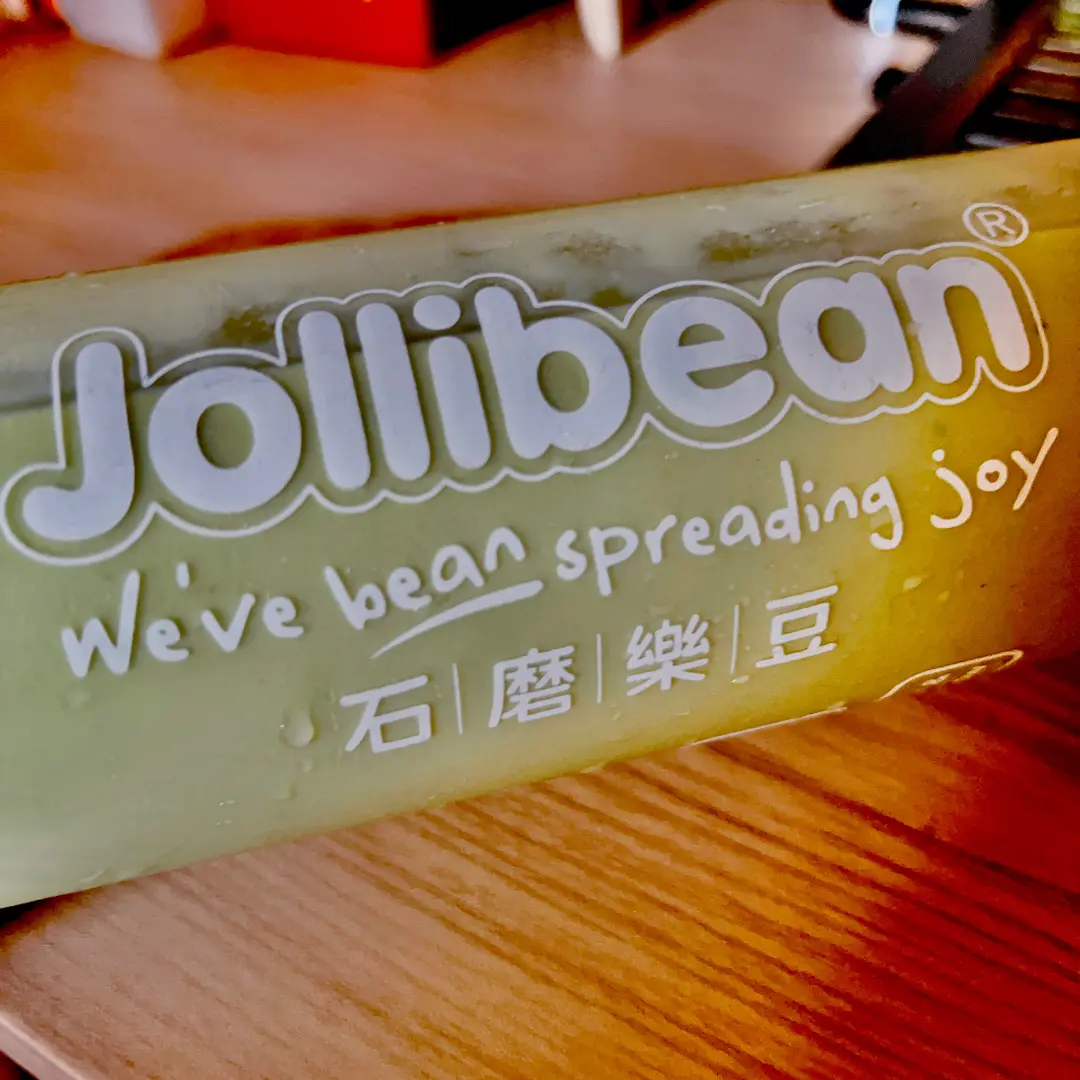 Jollibean®
We've bean spreading joy
石|磨|樂|豆